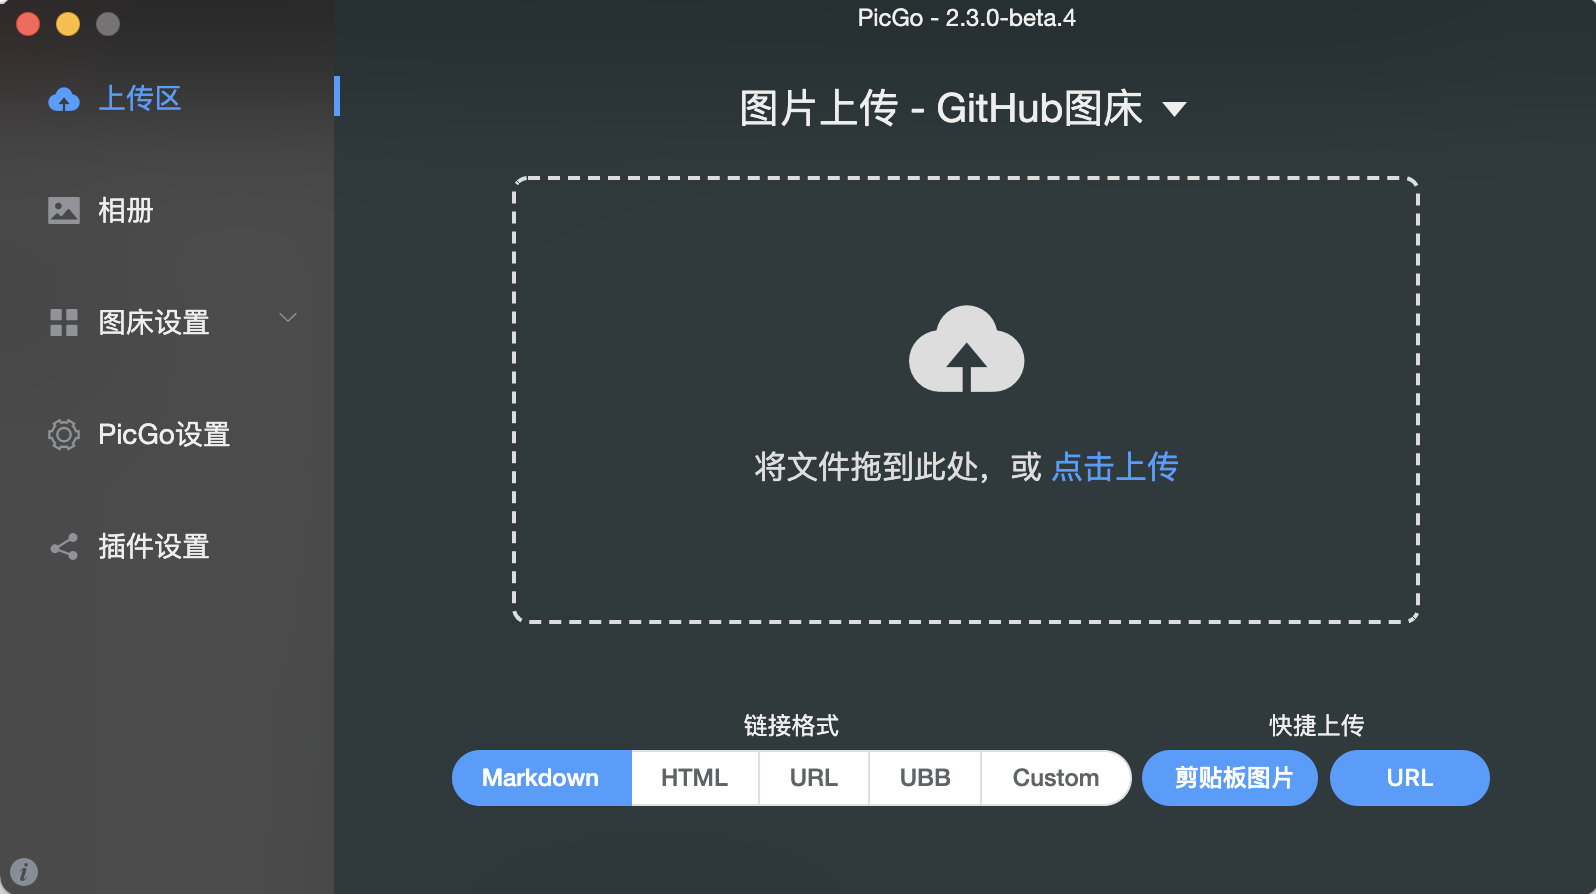 PicGo - 2.3.0-beta.4
上传区
相册
图床设置
PicGo设置
插件设置
图片上传 - GitHub图床
将文件拖到此处，或 点击上传
链接格式
Markdown
HTML
URL
UBB
Custom
快捷上传
剪贴板图片
URL
i